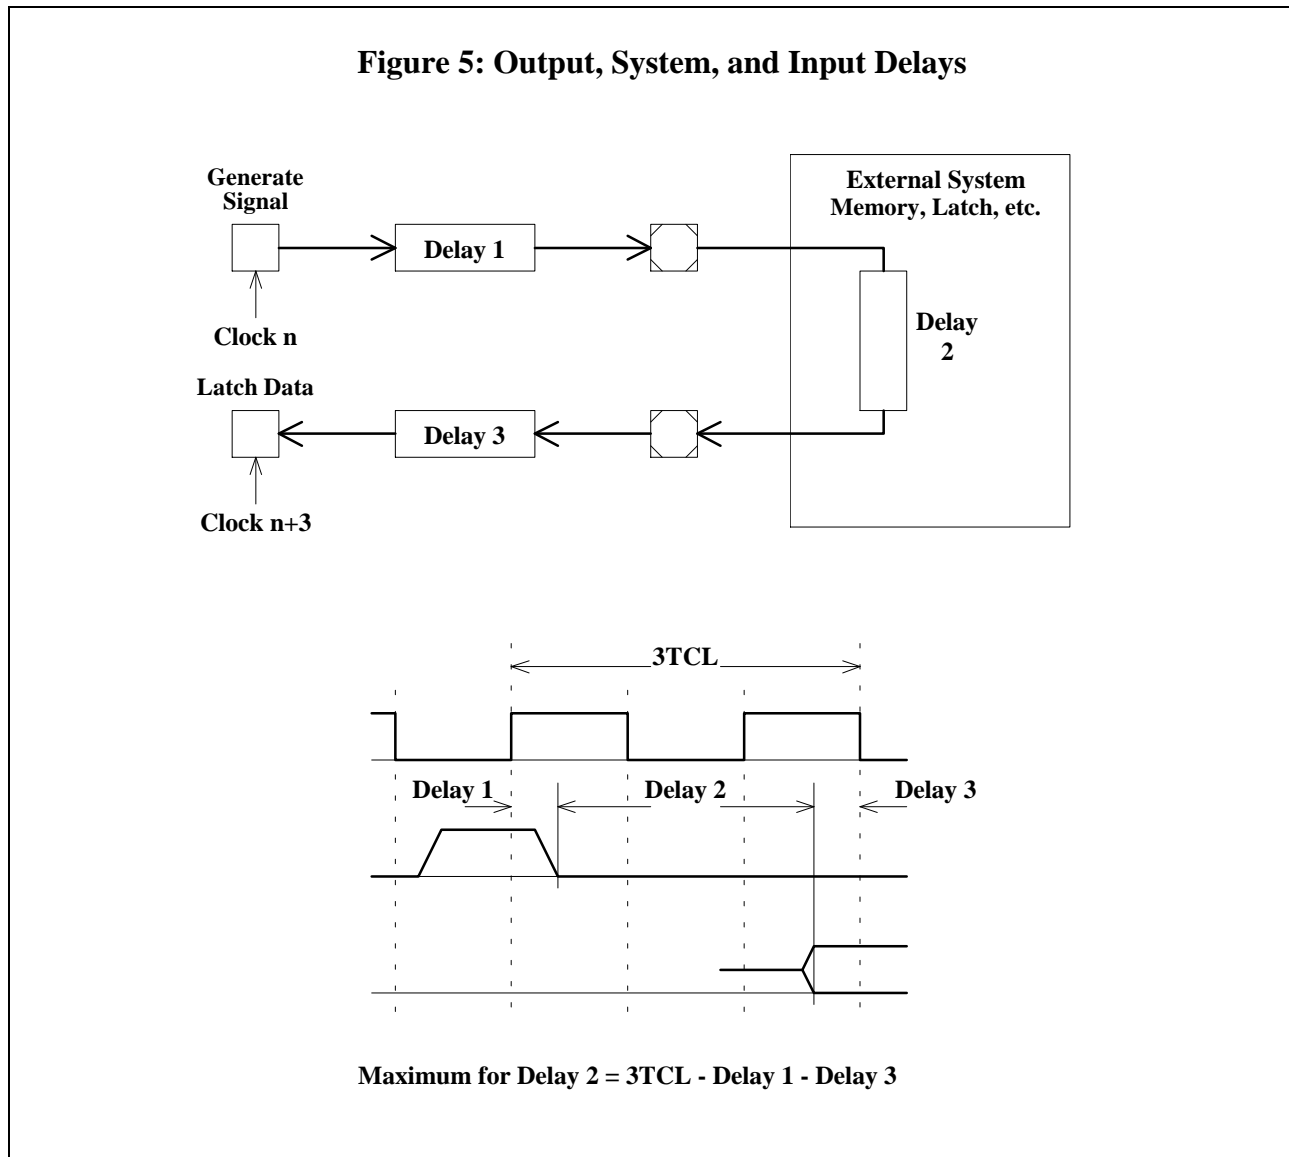 Figure 5: Output, System, and Input Delays
Generate
Signal
External System
Memory, Latch, etc.
Delay 1
Clock n
Delay
2
Latch Data
Delay 3
Clock n+3
3TCL
Delay 1
Delay 2
Delay 3
Maximum for Delay 2 = 3TCL - Delay 1 - Delay 3